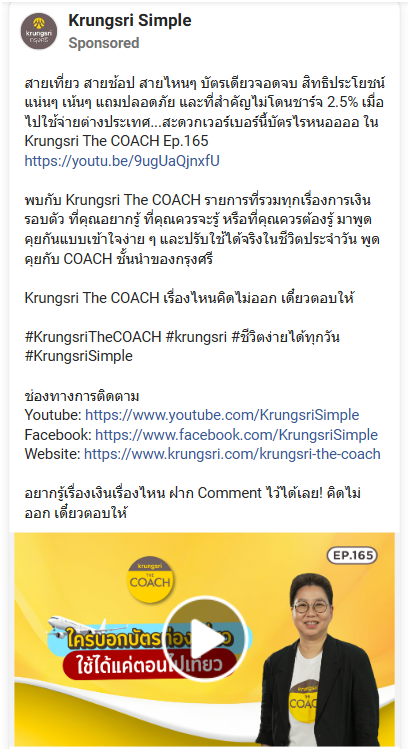 Krungsri Simple
Sponsored
krungsri
กรุงศรี
สายเที่ยว สายช้อป สายไหนๆ บัตรเดียวจอดจบ สิทธิประโยชน์
แน่นๆ เน้นๆ แถมปลอดภัย และที่สำคัญไม่โดนชาร์จ 2.5% เมื่อ
ไปใช้จ่ายต่างประเทศ...สะดวกเวอร์เบอร์นี้บัตรไรหนออออ ใน
Krungsri The COACH Ep.165
https://youtu.be/9ugUaQjnxfU
พบกับ Krungsri The COACH รายการที่รวมทุกเรื่องการเงิน
รอบตัว ที่คุณอยากรู้ ที่คุณควรจะรู้ หรือที่คุณควรต้องรู้ มาพูด
คุยกันแบบเข้าใจง่าย ๆ และปรับใช้ได้จริงในชีวิตประจำวัน พูด
คุยกับ COACH ชั้นนำของกรุงศรี
Krungsri The COACH เรื่องไหนคิดไม่ออก เดี๋ยวตอบให้
#KrungsriTheCOACH #krungsri #ชีวิตง่ายได้ทุกวัน
#KrungsriSimple
ช่องทางการติดตาม
Youtube: https://www.youtube.com/KrungsriSimple
Facebook: https://www.facebook.com/KrungsriSimple
Website: https://www.krungsri.com/krungsri-the-coach
อยากรู้เรื่องเงินเรื่องไหน ฝาก Comment ไว้ได้เลย! คิดไม่
ออก เดี๋ยวตอบให้
EP.165
krungsri
THE
COACH
ใครบอกบัตรท่องเที่ยว
ใช้ได้แค่ตอนไปเที่ยว
krungsri
THE
COACH